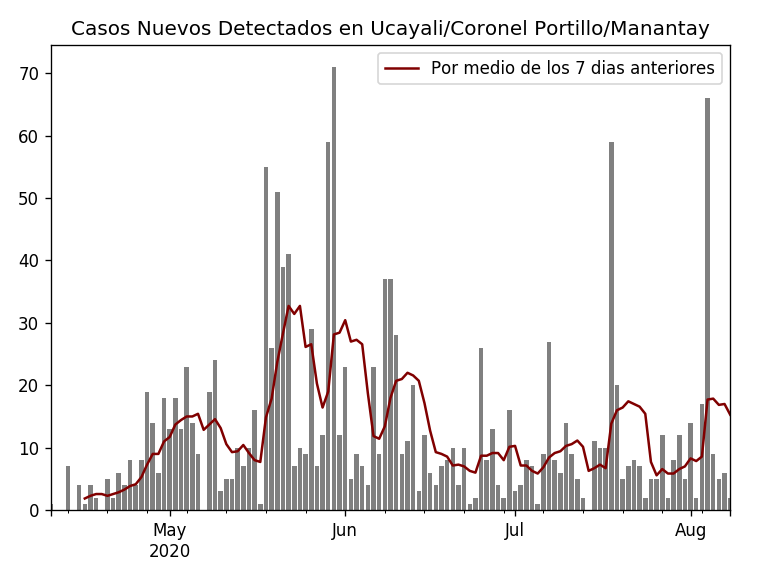 Casos Nuevos Detectados en Ucayali/Coronel Portillo/Manantay
Por medio de los 7 dias anteriores
70
60
50
40
30
20
10
0
May
2020
Jun
Jul
Aug